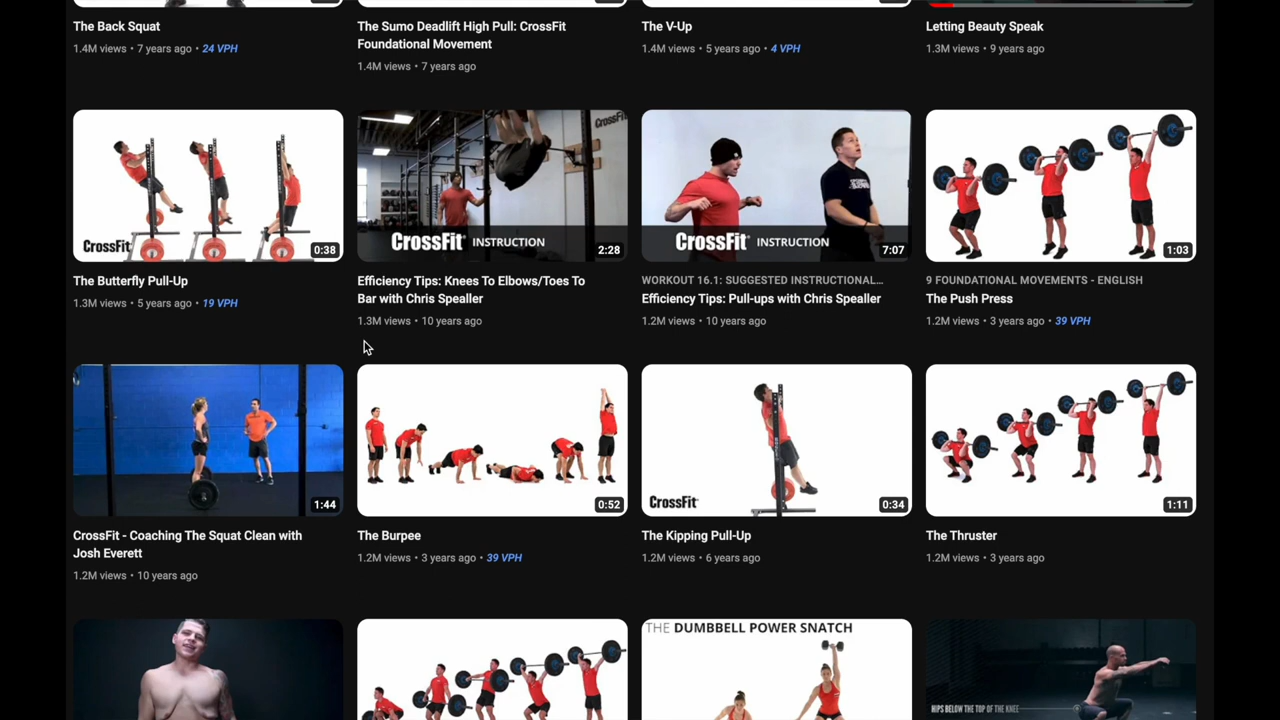 The Back Squat
1.4M views • 7 years ago • 24 VPH
The Sumo Deadlift High Pull: CrossFit
Foundational Movement
1.4M views • 7 years ago
The V-Up
1.4M views • 5 years ago • 4 VPH
Letting Beauty Speak
1.3M views • 9 years ago
CrossFit
0:38
The Butterfly Pull-Up
1.3M views • 5 years ago • 19 VPH
CrossFit
CrossFit INSTRUCTION
2:28
Efficiency Tips: Knees To Elbows/Toes To
Bar with Chris Spealler
1.3M views • 10 years ago
CrossFit INSTRUCTION
7:07
WORKOUT 16.1: SUGGESTED INSTRUCTIONAL...
Efficiency Tips: Pull-ups with Chris Spealler
1.2M views • 10 years ago
1:03
9 FOUNDATIONAL MOVEMENTS - ENGLISH
The Push Press
1.2M views • 3 years ago • 39 VPH
1:44
CrossFit - Coaching The Squat Clean with
Josh Everett
1.2M views • 10 years ago
0:52
The Burpee
1.2M views • 3 years ago • 39 VPH
CrossFit
0:34
The Kipping Pull-Up
1.2M views • 6 years ago
1:11
The Thruster
1.2M views • 3 years ago
THE DUMBBELL POWER SNATCH
HIPS BELOW THE TOP OF THE KNEE